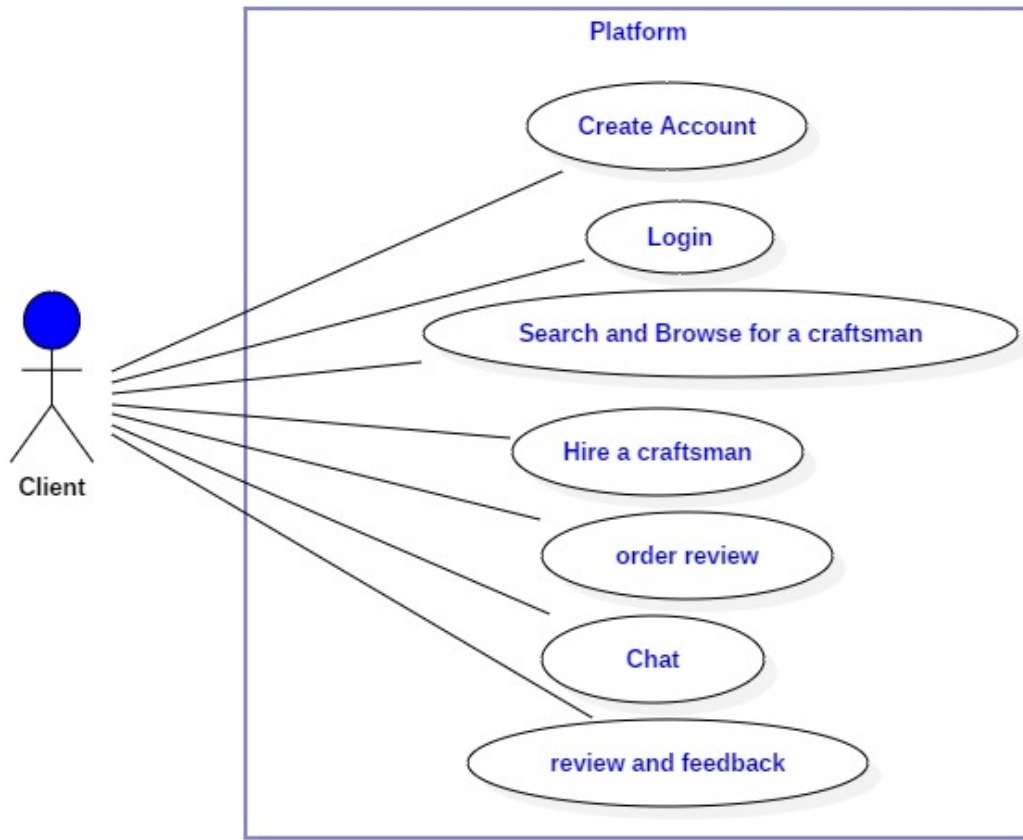 Platform
Create Account
Login
Search and Browse for a craftsman
Hire a craftsman
Client
order review
Chat
review and feedback